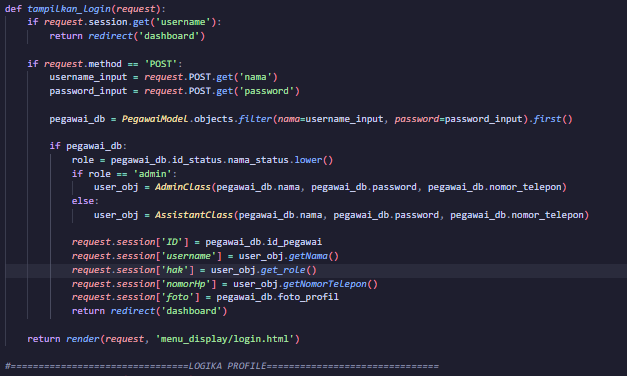 def tampilkan_login(request):
    if request.session.get('username'):
        return redirect('dashboard')

    if request.method == 'POST':
        username_input = request.POST.get('nama')
        password_input = request.POST.get('password')

        pegawai_db = PegawaiModel.objects.filter(nama=username_input, password=password_input).first()

        if pegawai_db:
            role = pegawai_db.id_status.nama_status.lower()
            if role == 'admin':
                user_obj = AdminClass(pegawai_db.nama, pegawai_db.password, pegawai_db.nomor_telepon)
            else:
                user_obj = AssistantClass(pegawai_db.nama, pegawai_db.password, pegawai_db.nomor_telepon)

            request.session['ID'] = pegawai_db.id_pegawai
            request.session['username'] = user_obj.getNama()
            request.session['hak'] = user_obj.get_role()
            request.session['nomorHp'] = user_obj.getNomorTelepon()
            request.session['foto'] = pegawai_db.foto_profil
            return redirect('dashboard')

    return render(request, 'menu_display/login.html')

#================================LOGIKA PROFILE===============================